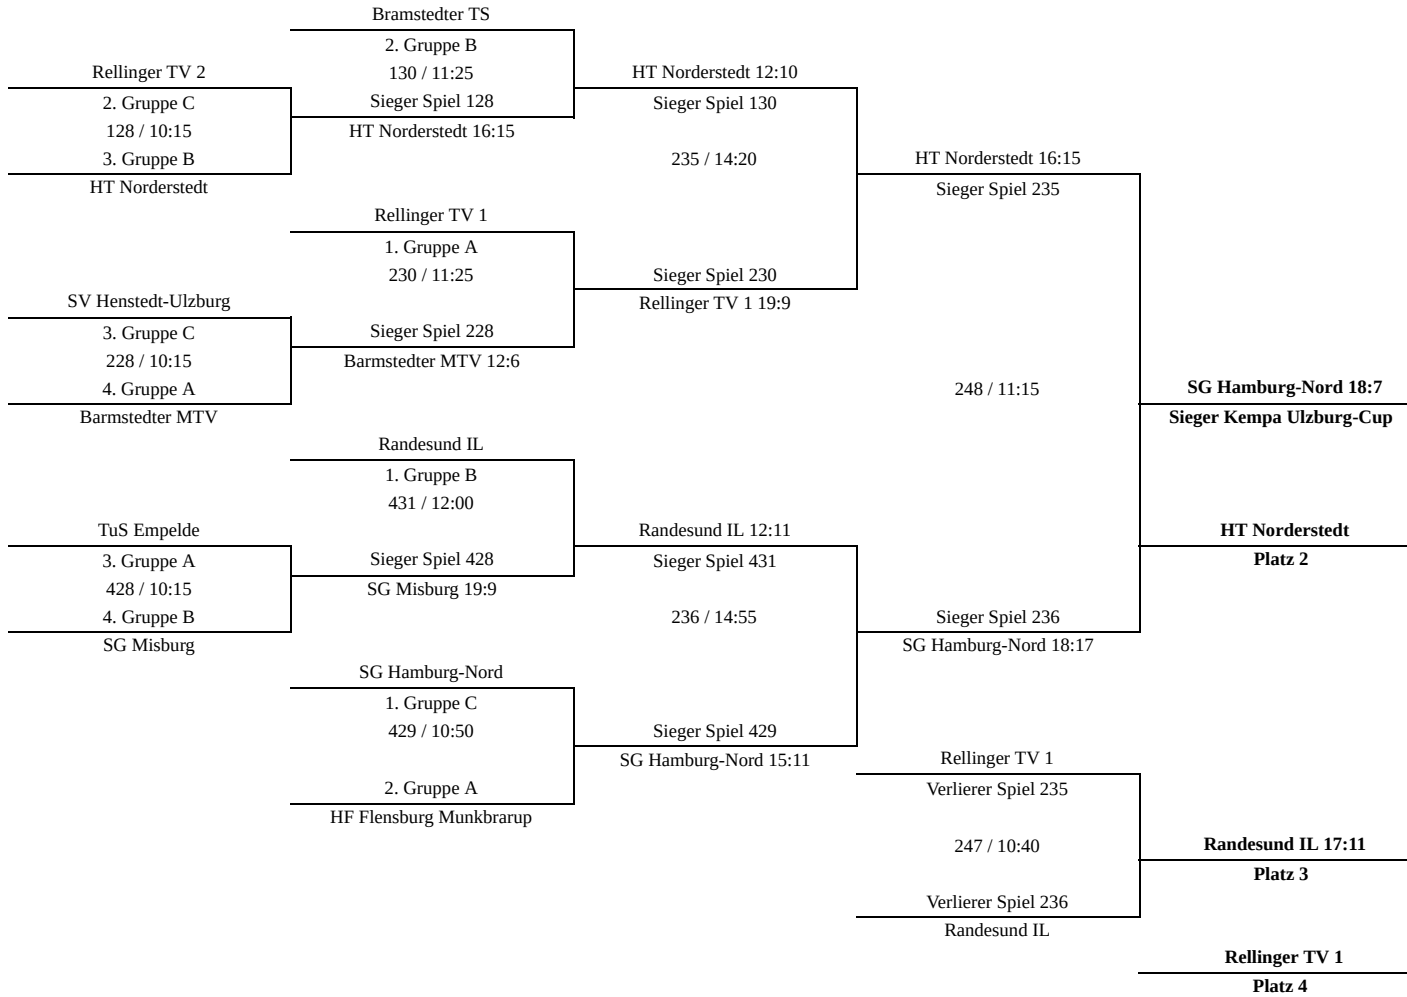 Bramstedter TS
2. Gruppe B
Rellinger TV 2
130 / 11:25
HT Norderstedt 12:10
2. Gruppe C
Sieger Spiel 128
Sieger Spiel 130
128 / 10:15
HT Norderstedt 16:15
3. Gruppe B
235 / 14:20
HT Norderstedt 16:15
HT Norderstedt
Sieger Spiel 235
Rellinger TV 1
1. Gruppe A
230 / 11:25
Sieger Spiel 230
SV Henstedt-Ulzburg
Rellinger TV 1 19:9
3. Gruppe C
Sieger Spiel 228
228 / 10:15
Barmstedter MTV 12:6
4. Gruppe A
248 / 11:15
SG Hamburg-Nord 18:7
Barmstedter MTV
Sieger Kempa Ulzburg-Cup
Randesund IL
1. Gruppe B
431 / 12:00
TuS Empelde
Randesund IL 12:11
HT Norderstedt
3. Gruppe A
Sieger Spiel 428
Sieger Spiel 431
Platz 2
428 / 10:15
SG Misburg 19:9
4. Gruppe B
236 / 14:55
Sieger Spiel 236
SG Misburg
SG Hamburg-Nord 18:17
SG Hamburg-Nord
1. Gruppe C
429 / 10:50
Sieger Spiel 429
SG Hamburg-Nord 15:11
Rellinger TV 1
2. Gruppe A
Verlierer Spiel 235
HF Flensburg Munkbrarup
247 / 10:40
Randesund IL 17:11
Platz 3
Verlierer Spiel 236
Randesund IL
Rellinger TV 1
Platz 4